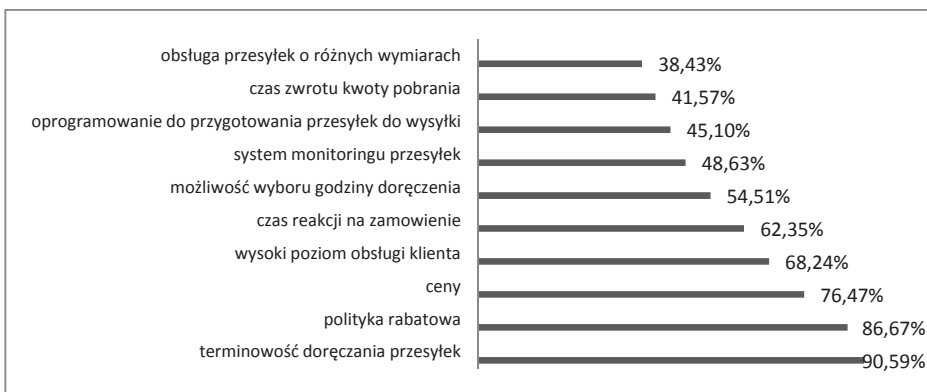 obsługa przesyłek o różnych wymiarach 38,43%
czas zwrotu kwoty pobrania 41,57%
oprogramowanie do przygotowania przesyłek do wysyłki 45,10%
system monitoringu przesyłek 48,63%
możliwość wyboru godziny doręczenia 54,51%
czas reakcji na zamowienie 62,35%
wysoki poziom obsługi klienta 68,24%
ceny 76,47%
polityka rabatowa 86,67%
terminowość doręczania przesyłek 90,59%